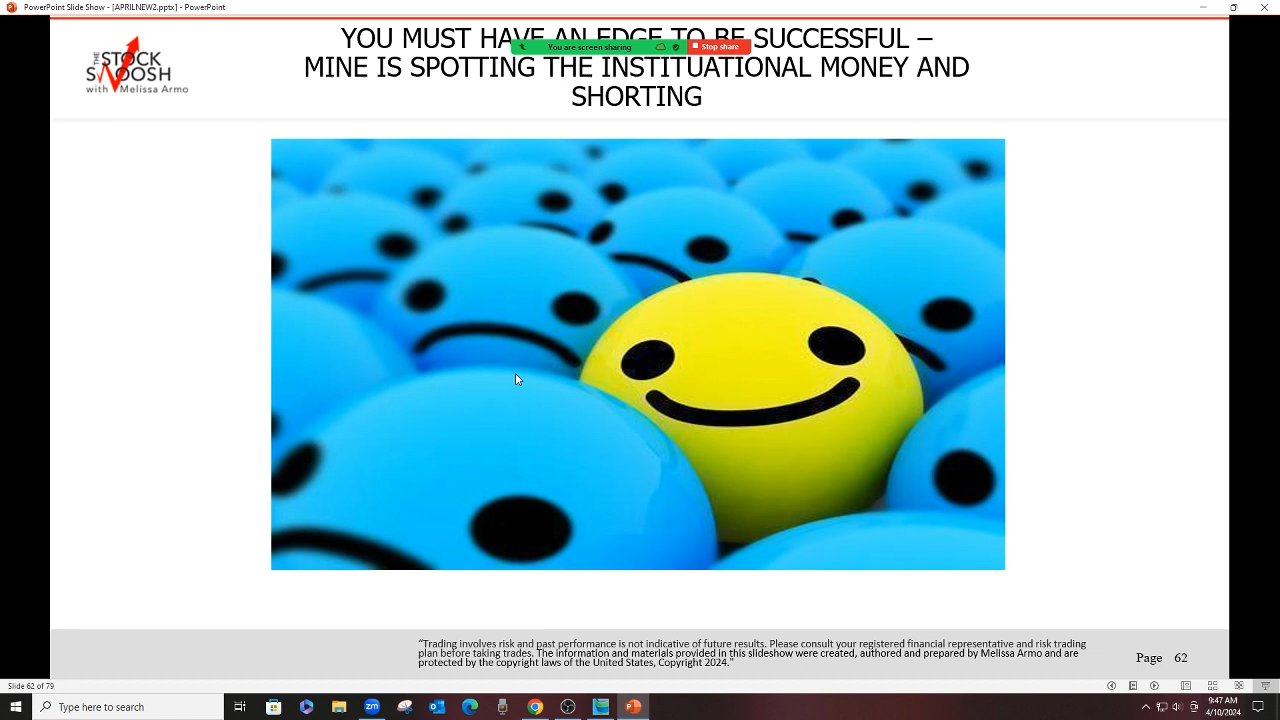 PowerPoint Slide Show - [APRILNEW2.pptx] - PowerPoint
YOU MUST HAVE AN EDGE TO BE SUCCESSFUL –
You are screen sharing
Stop share
MINE IS SPOTTING THE INSTITUATIONAL MONEY AND
SHORTING
THE STOCK
SWOOSH
with Melissa Armo
"Trading involves risk and past performance is not indicative of future results. Please consult your registered financial representative and risk trading
plan before taking trades. The information and materials provided in this slideshow were created, authored and prepared by Melissa Armo and are
protected by the copyright laws of the United States, Copyright 2024."
Page 62
Slide 62 of 79
Type here to search
zm
9:47 AM
4/10/2024